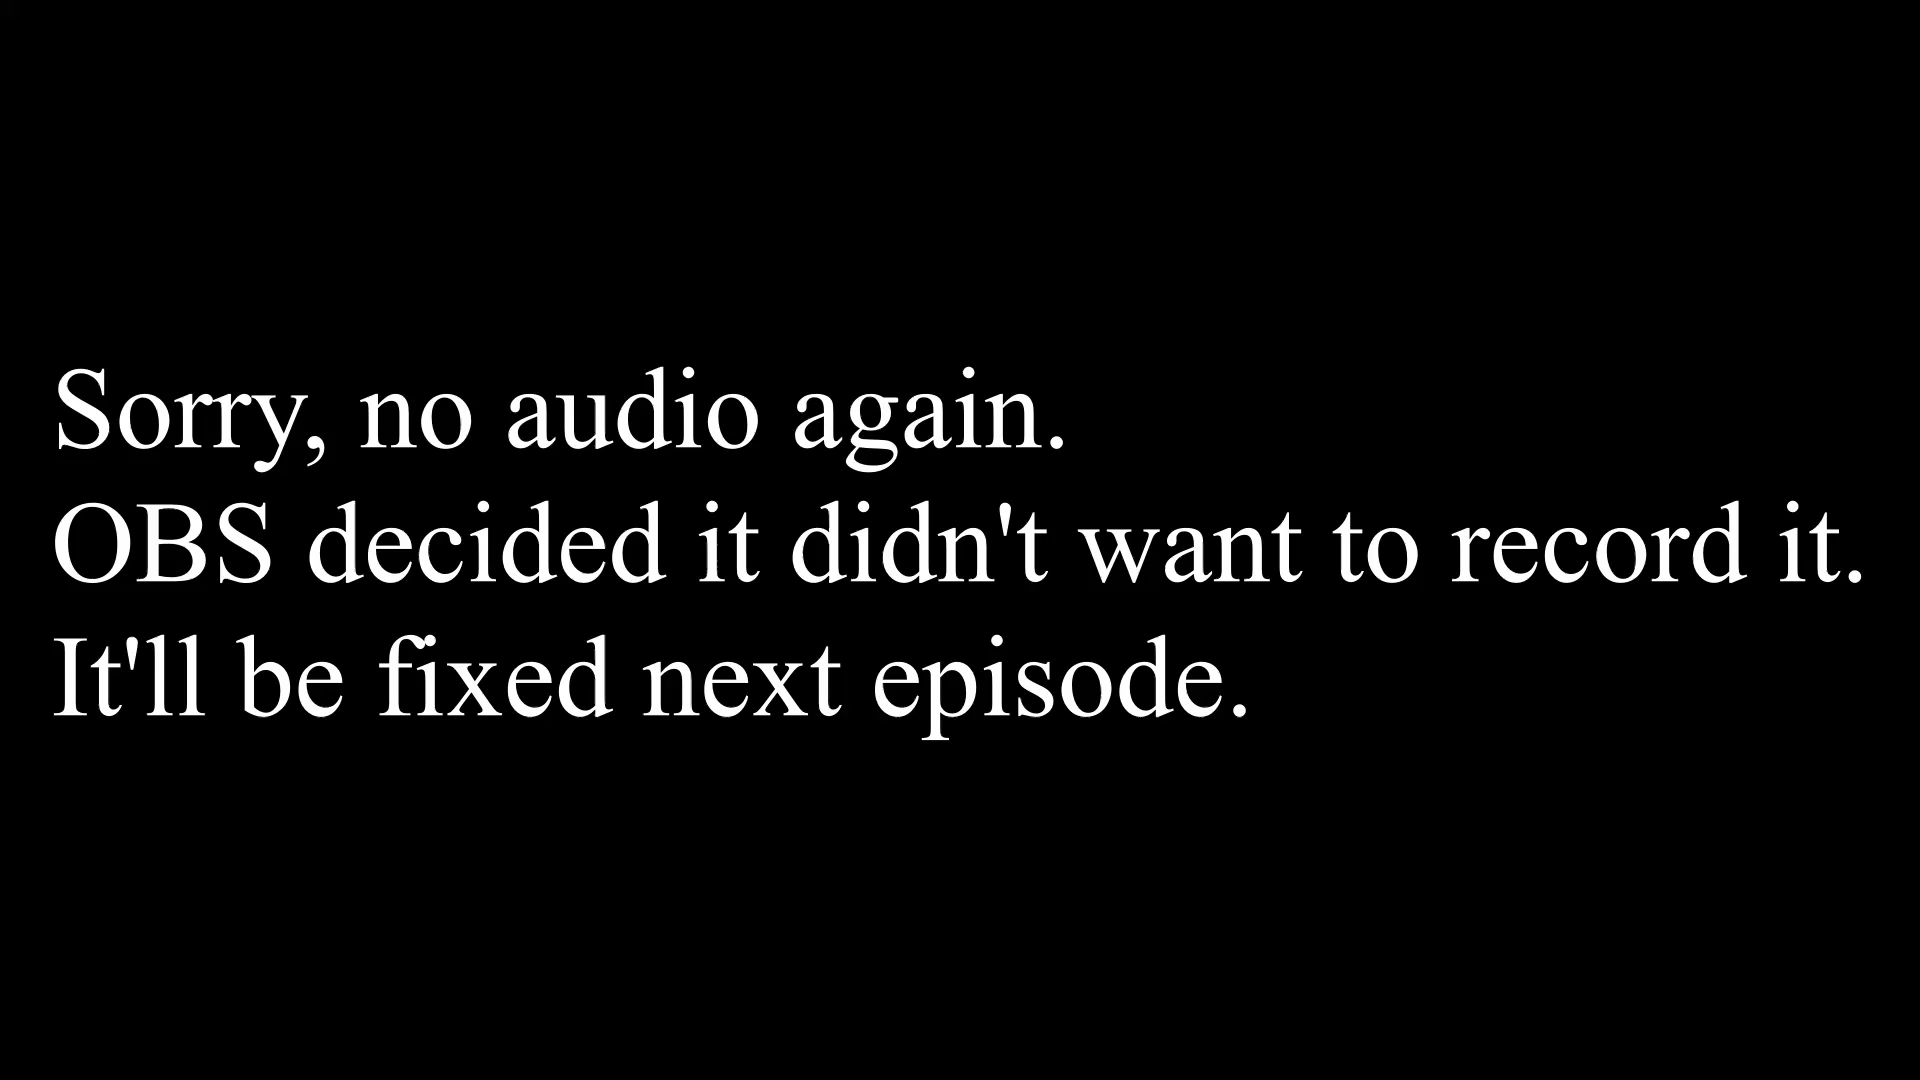 Sorry, no audio again.
OBS decided it didn't want to record it.
It'll be fixed next episode.